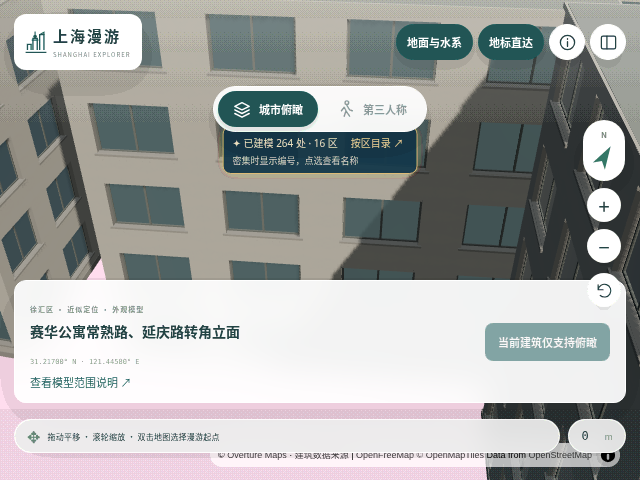 上海漫游
SHANGHAI EXPLORER
地面与水系
地标直达
城市俯瞰
第三人称
✦ 已建模 264 处 · 16 区 按区目录 ↗
密集时显示编号，点选查看名称
N
+
−
徐汇区 · 近似定位 · 外观模型
赛华公寓常熟路、延庆路转角立面
当前建筑仅支持俯瞰
31.21780° N · 121.44580° E
查看模型范围说明 ↗
拖动平移 · 滚轮缩放 · 双击地图选择漫游起点
0 m
© Overture Maps · 建筑数据来源 | OpenFreeMap © OpenMapTiles Data from OpenStreetMap